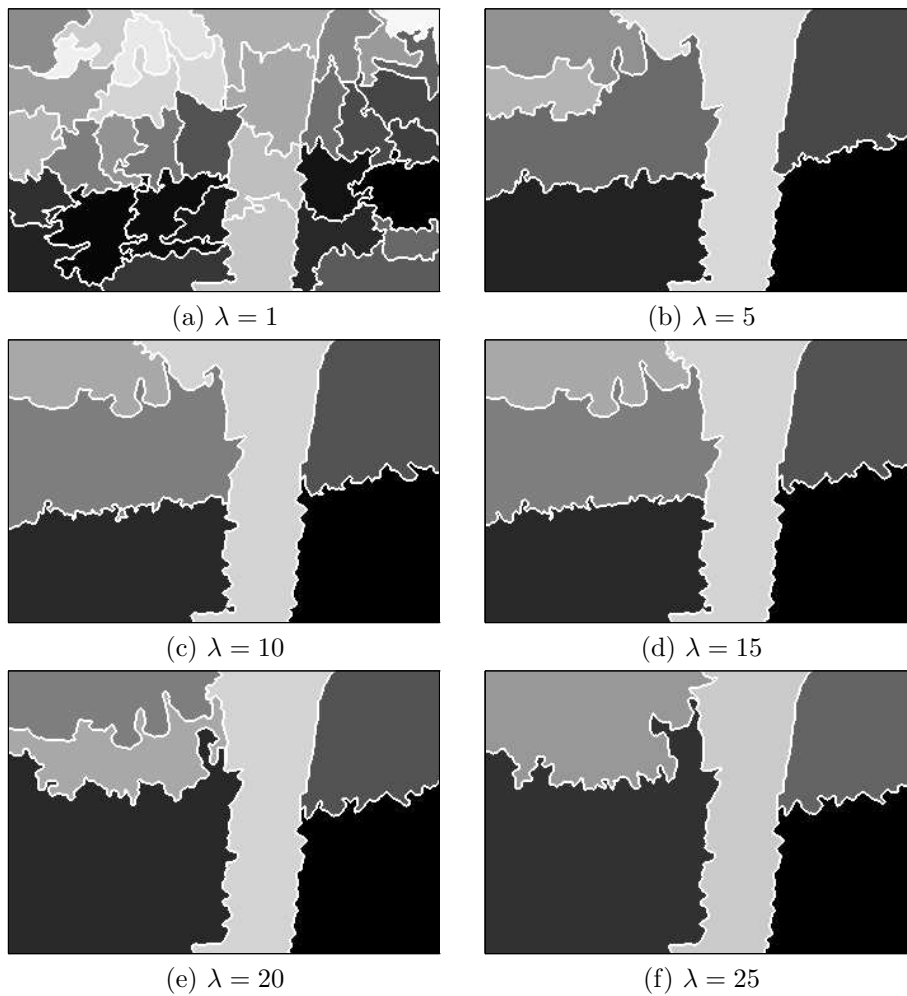 (a) λ = 1
(b) λ = 5
(c) λ = 10
(d) λ = 15
(e) λ = 20
(f) λ = 25